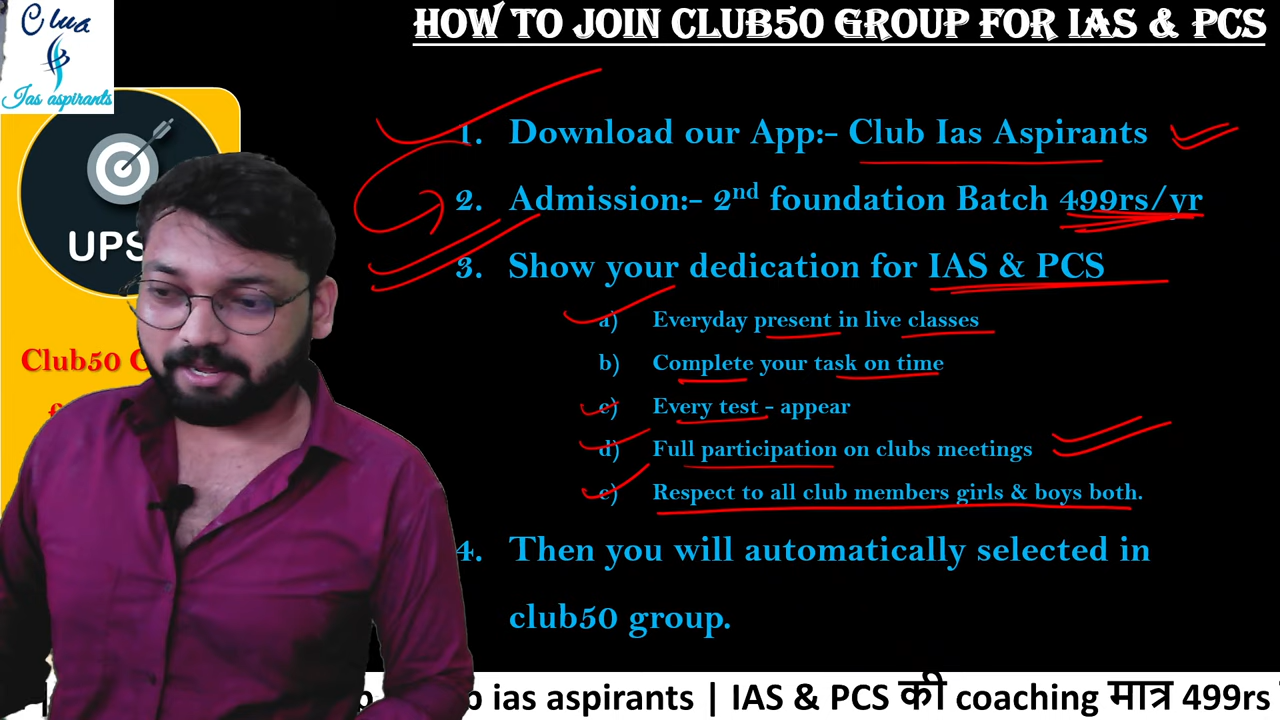 HOW TO JOIN CLUB50 GROUP FOR IAS & PCS
Ias aspirants
1. Download our App:- Club Ias Aspirants
2. Admission:- 2nd foundation Batch 499rs/yr
3. Show your dedication for IAS & PCS
a) Everyday present in live classes
b) Complete your task on time
c) Every test - appear
d) Full participation on clubs meetings
e) Respect to all club members girls & boys both.
4. Then you will automatically selected in
club50 group.
UPS
Club50 C
ias aspirants | IAS & PCS की coaching मात्र 499rs